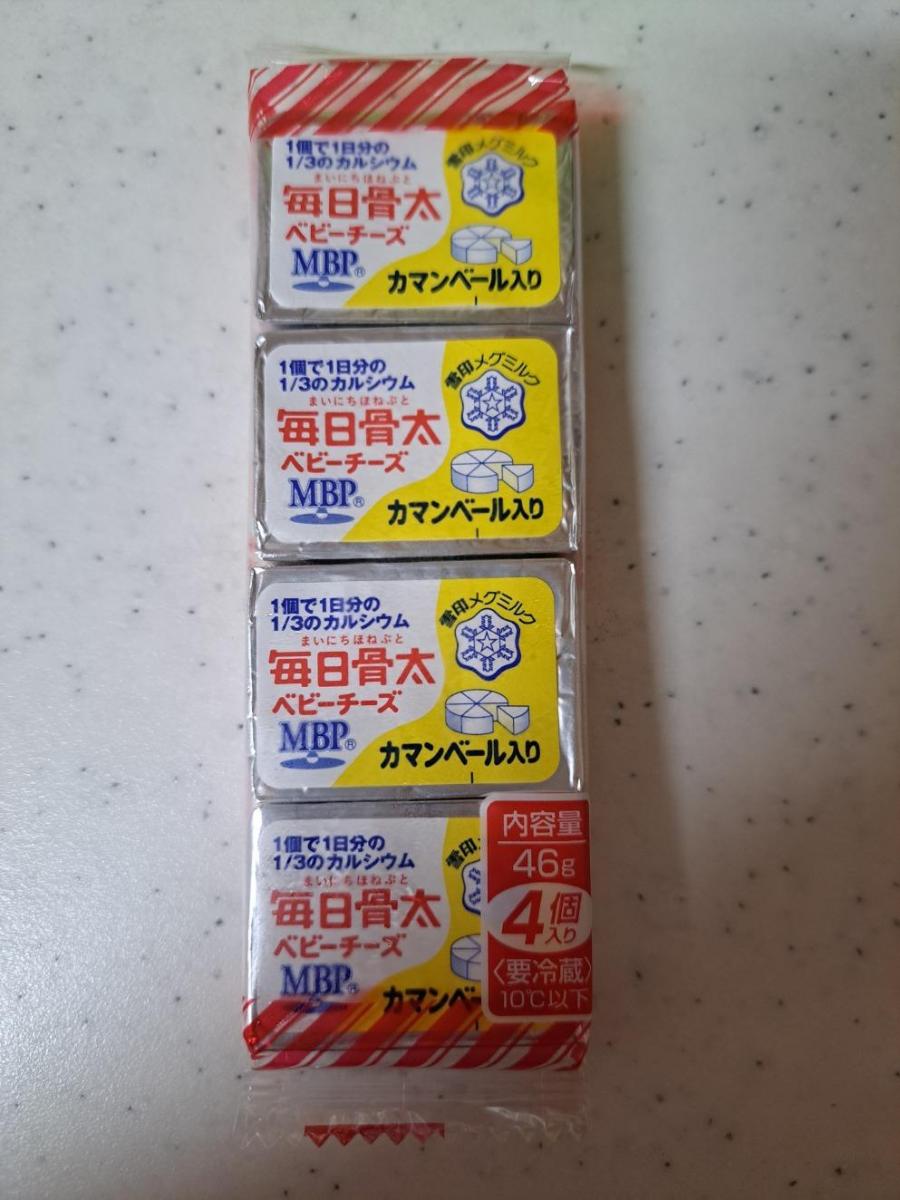 1個で1日分の
1/3のカルシウム
まいにちほねぶと
毎日骨太
ベビーチーズ
MBP®
雪印メグミルク
カマンベール入り
1個で1日分の
1/3のカルシウム
まいにちほねぶと
毎日骨太
ベビーチーズ
MBP®
雪印メグミルク
カマンベール入り
1個で1日分の
1/3のカルシウム
まいにちほねぶと
毎日骨太
ベビーチーズ
MBP®
雪印メグミルク
カマンベール入り
1個で1日分の
1/3のカルシウム
まいにちほねぶと
毎日骨太
ベビーチーズ
MBP®
雪印
カマンベー
内容量
46g
4個
入り
〈要冷蔵〉
10℃以下